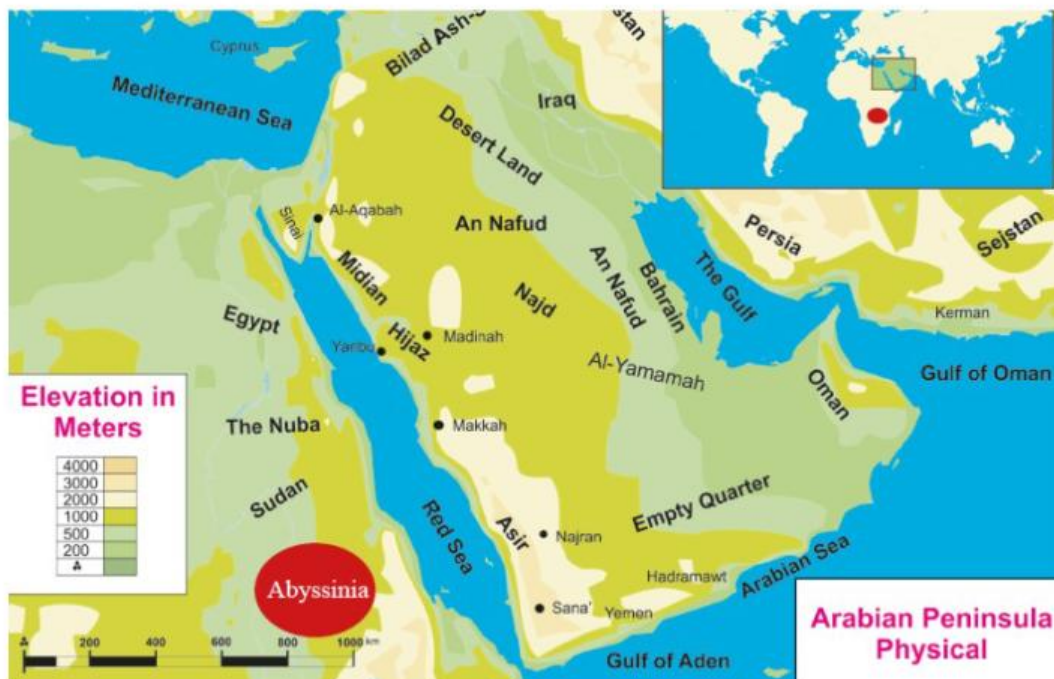 Cyprus
Mediterranean Sea
Bilad Ash-S
stan
Iraq
Desert Land
Al-Aqabah
Sinai
An Nafud
Persia
Sejstan
Midian
An Nafud
Bahrain
The Gulf
Najd
Egypt
Kerman
Hijaz
Madinah
Yanbu
Al-Yamamah
Gulf of Oman
Oman
Elevation in
Meters
The Nuba
Makkah
4000
3000
2000
1000
500
200
Sudan
Red Sea
Asir
Najran
Empty Quarter
Arabian Sea
Hadramawt
Abyssinia
Sana'
Yemen
200 400 600 800 1000 km
Gulf of Aden
Arabian Peninsula
Physical